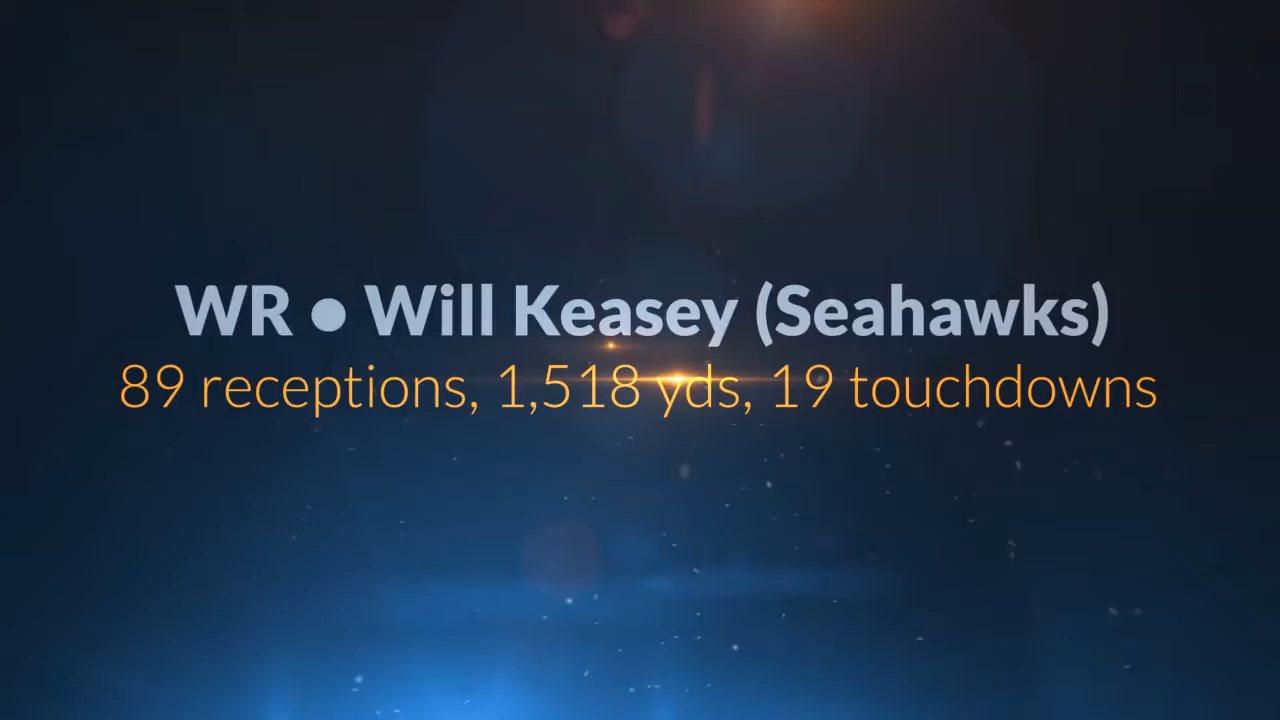 WR ● Will Keasey (Seahawks)
89 receptions, 1,518 yds, 19 touchdowns